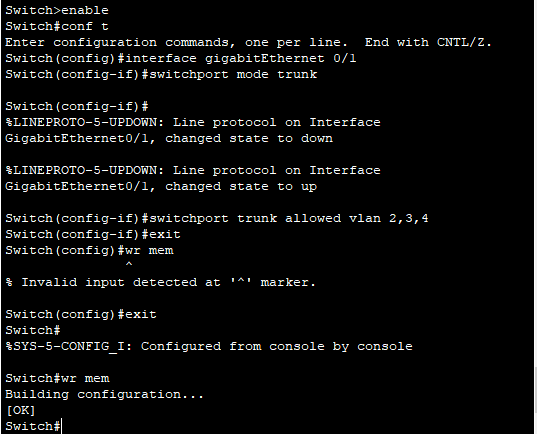 Switch>enable
Switch#conf t
Enter configuration commands, one per line.  End with CNTL/Z.
Switch(config)#interface gigabitEthernet 0/1
Switch(config-if)#switchport mode trunk
Switch(config-if)#
%LINEPROTO-5-UPDOWN: Line protocol on Interface
GigabitEthernet0/1, changed state to down
%LINEPROTO-5-UPDOWN: Line protocol on Interface
GigabitEthernet0/1, changed state to up
Switch(config-if)#switchport trunk allowed vlan 2,3,4
Switch(config-if)#exit
Switch(config)#wr mem
^
% Invalid input detected at '^' marker.
Switch(config)#exit
Switch#
%SYS-5-CONFIG_I: Configured from console by console
Switch#wr mem
Building configuration...
[OK]
Switch#